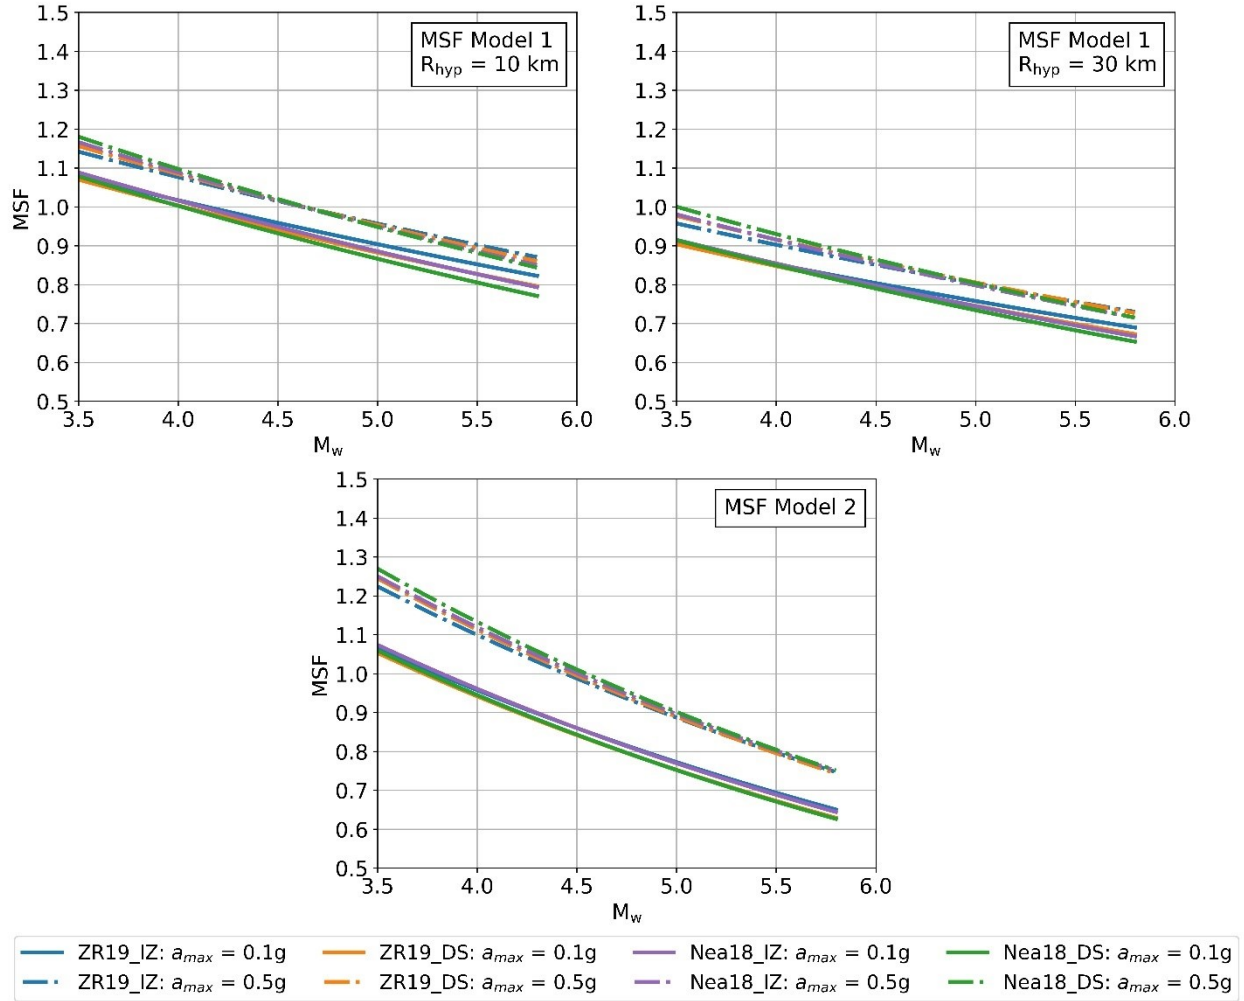 1.5
1.4
1.3
1.2
1.1
1.0
0.9
0.8
0.7
0.6
0.5
MSF
3.5 4.0 4.5 5.0 5.5 6.0
Mw
MSF Model 1
Rhyp = 10 km
1.5
1.4
1.3
1.2
1.1
1.0
0.9
0.8
0.7
0.6
0.5
3.5 4.0 4.5 5.0 5.5 6.0
Mw
MSF Model 1
Rhyp = 30 km
1.5
1.4
1.3
1.2
1.1
1.0
0.9
0.8
0.7
0.6
0.5
MSF
3.5 4.0 4.5 5.0 5.5 6.0
Mw
MSF Model 2
ZR19_IZ: amax = 0.1g ZR19_DS: amax = 0.1g Nea18_IZ: amax = 0.1g Nea18_DS: amax = 0.1g
ZR19_IZ: amax = 0.5g ZR19_DS: amax = 0.5g Nea18_IZ: amax = 0.5g Nea18_DS: amax = 0.5g